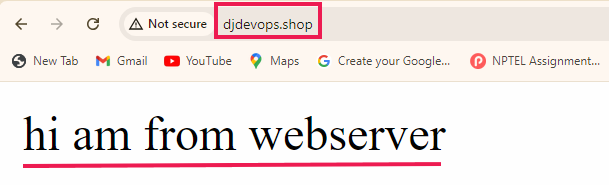 Not secure djdevops.shop
New Tab Gmail YouTube Maps Create your Google... NPTEL Assignment...
hi am from webserver